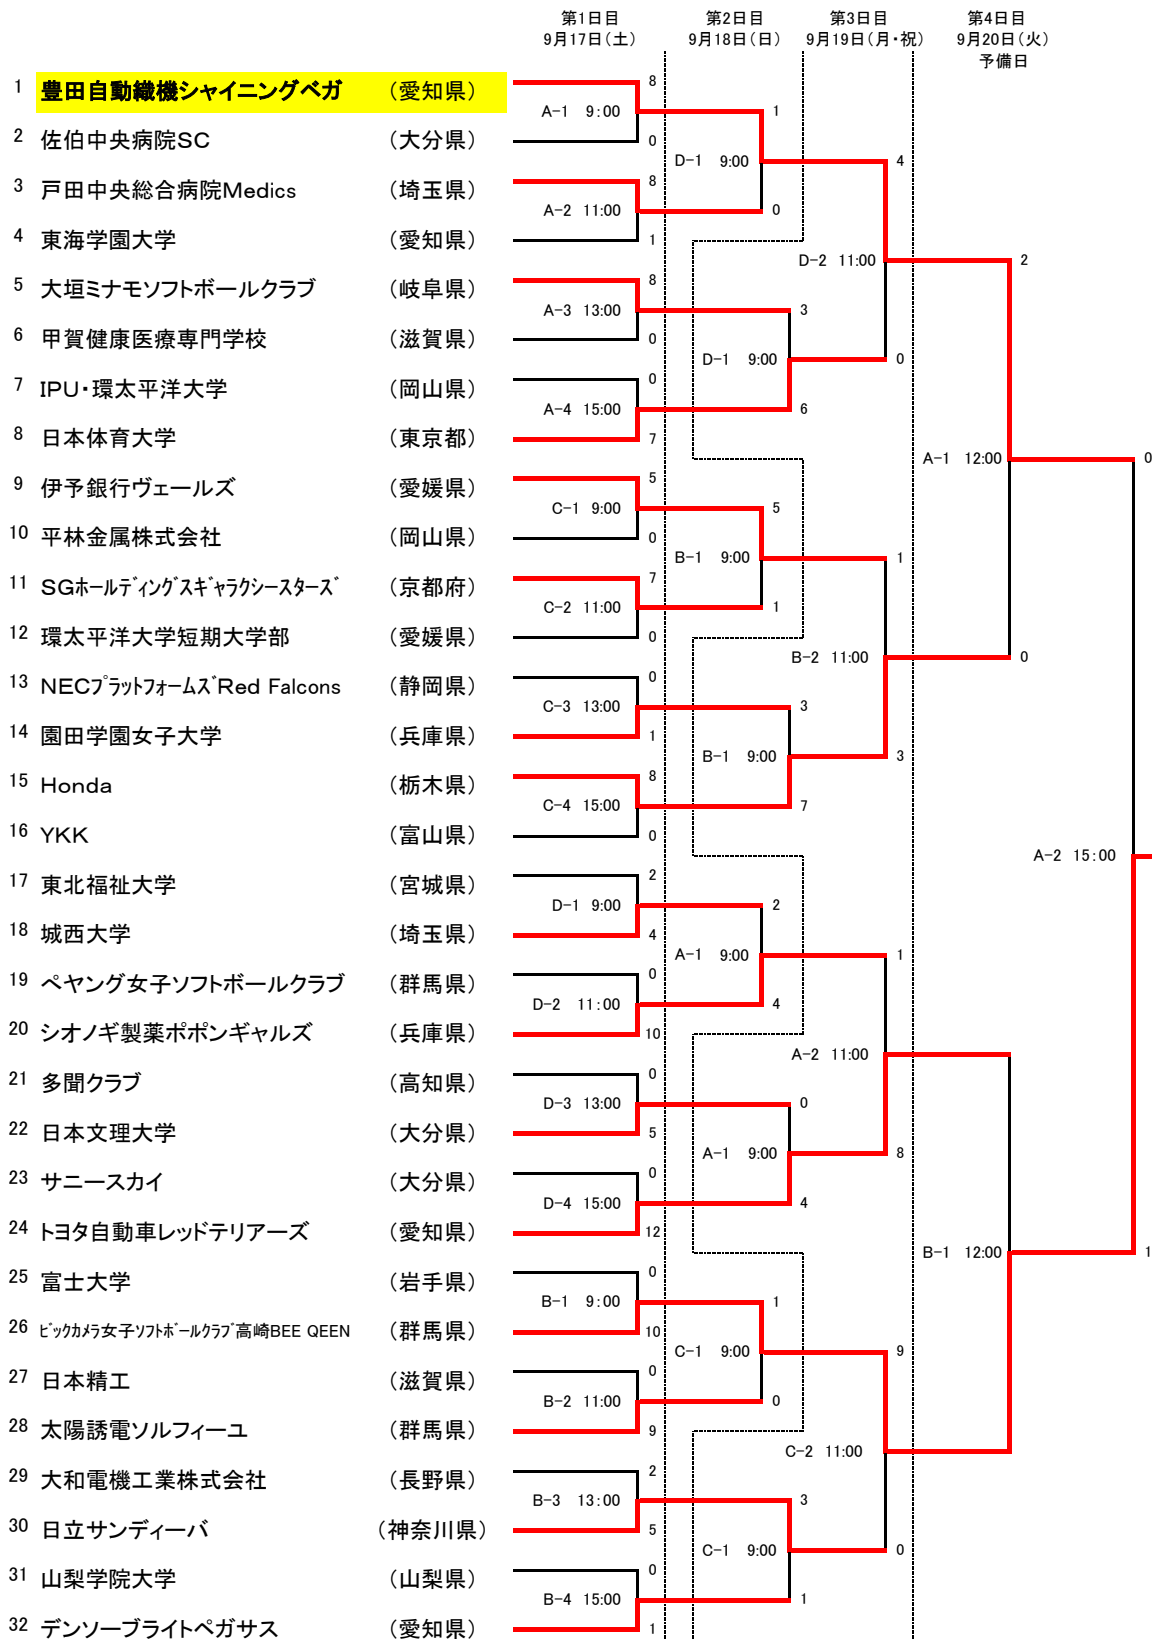 第1日目 第2日目 第3日目 第4日目
9月17日（土） 9月18日（日） 9月19日（月・祝） 9月20日（火）
予備日
1 豊田自動織機シャイニングベガ （愛知県） 8
A-1 9:00 1
2 佐伯中央病院SC （大分県） 0
D-1 9:00 4
3 戸田中央総合病院Medics （埼玉県） 8
A-2 11:00 0
4 東海学園大学 （愛知県） 1
D-2 11:00 2
5 大垣ミナモソフトボールクラブ （岐阜県） 8
A-3 13:00 3
6 甲賀健康医療専門学校 （滋賀県） 0
D-1 9:00 0
7 IPU・環太平洋大学 （岡山県） 0
A-4 15:00 6
8 日本体育大学 （東京都） 7
A-1 12:00 0
9 伊予銀行ヴェールズ （愛媛県） 5
C-1 9:00 5
10 平林金属株式会社 （岡山県） 0
B-1 9:00 1
11 SGホールディングスギャラクシースターズ （京都府） 7
C-2 11:00 1
12 環太平洋大学短期大学部 （愛媛県） 0
B-2 11:00 0
13 NECプラットフォームズRed Falcons （静岡県） 0
C-3 13:00 3
14 園田学園女子大学 （兵庫県） 1
B-1 9:00 3
15 Honda （栃木県） 8
C-4 15:00 7
16 YKK （富山県） 0
A-2 15:00
17 東北福祉大学 （宮城県） 2
D-1 9:00 2
18 城西大学 （埼玉県） 4
A-1 9:00 1
19 ペヤング女子ソフトボールクラブ （群馬県） 0
D-2 11:00 4
20 シオノギ製薬ポポンギャルズ （兵庫県） 10
A-2 11:00
21 多聞クラブ （高知県） 0
D-3 13:00 0
22 日本文理大学 （大分県） 5
A-1 9:00 8
23 サニースカイ （大分県） 0
D-4 15:00 4
24 トヨタ自動車レッドテリアーズ （愛知県） 12
B-1 12:00 1
25 富士大学 （岩手県） 0
B-1 9:00 1
26 ビックカメラ女子ソフトボールクラブ高崎BEE QEEN （群馬県） 10
C-1 9:00 9
27 日本精工 （滋賀県） 0
B-2 11:00 0
28 太陽誘電ソルフィーユ （群馬県） 9
C-2 11:00
29 大和電機工業株式会社 （長野県） 2
B-3 13:00 3
30 日立サンディーバ （神奈川県） 5
C-1 9:00 0
31 山梨学院大学 （山梨県） 0
B-4 15:00 1
32 デンソーブライトペガサス （愛知県） 1